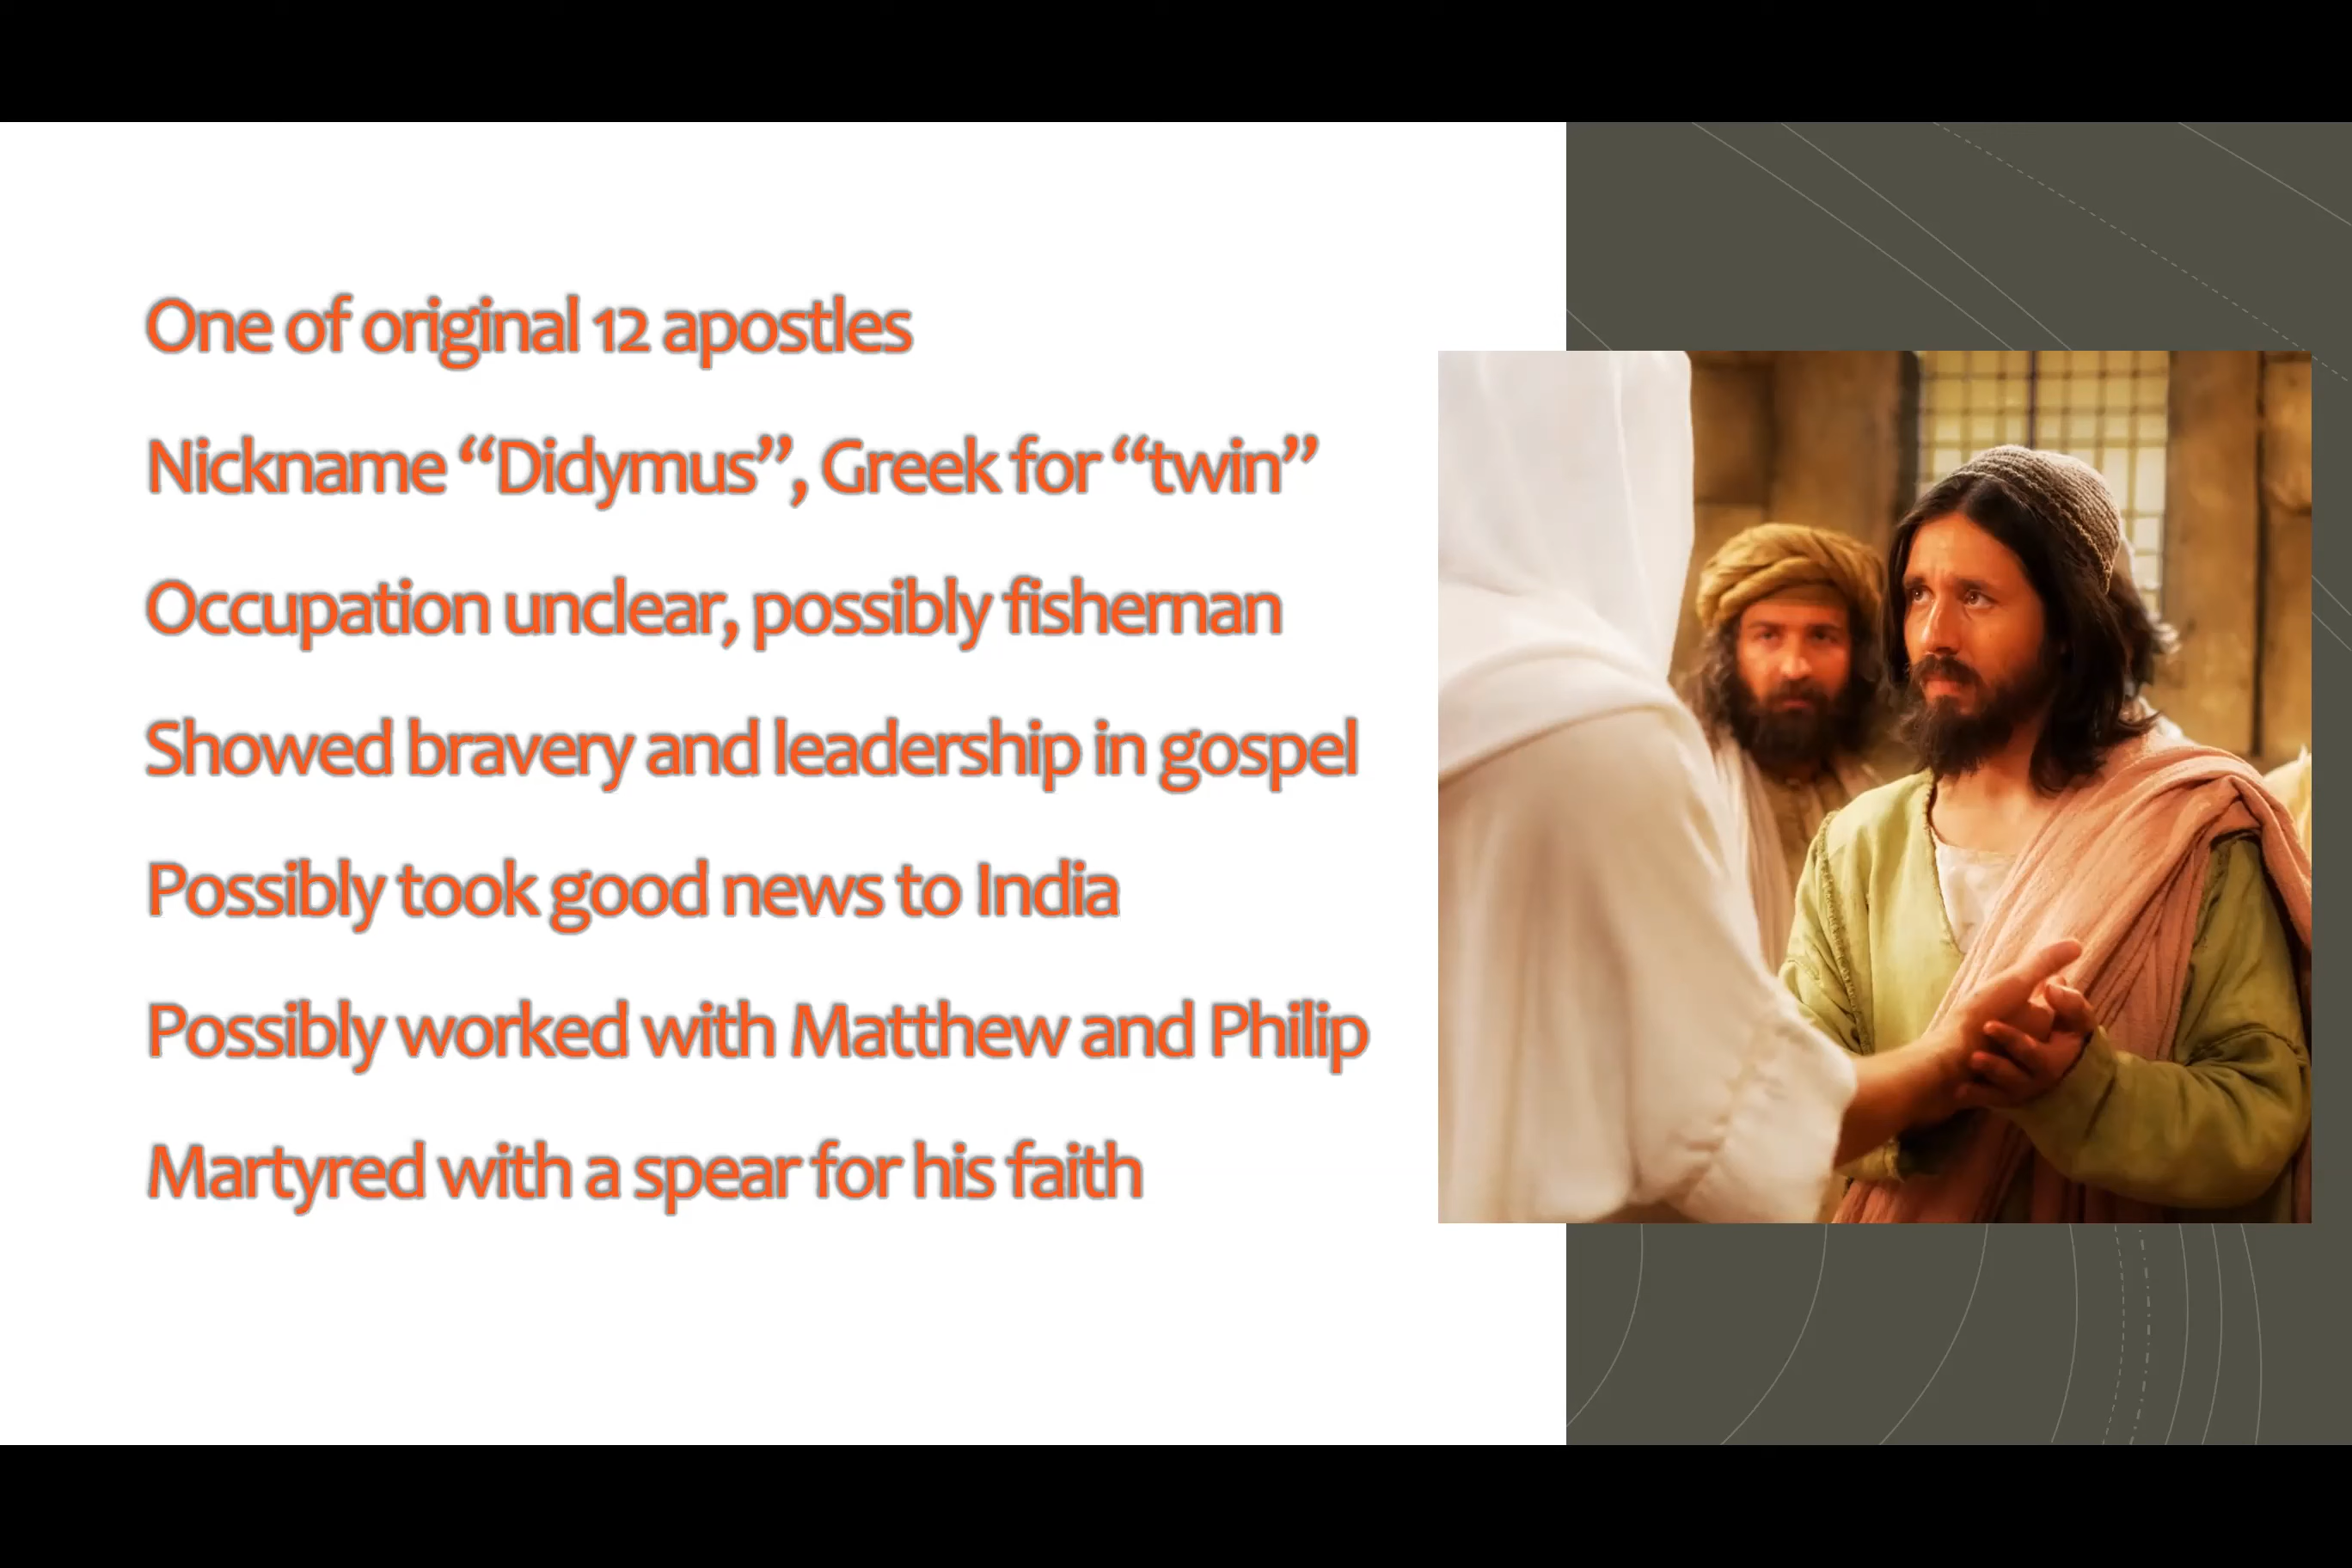 One of original 12 apostles
Nickname “Didymus”, Greek for “twin”
Occupation unclear, possibly fisherman
Showed bravery and leadership in gospel
Possibly took good news to India
Possibly worked with Matthew and Philip
Martyred with a spear for his faith